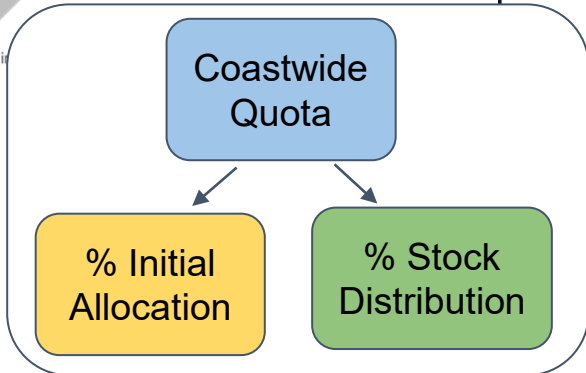 Coastwide
Quota
% Initial
Allocation
% Stock
Distribution